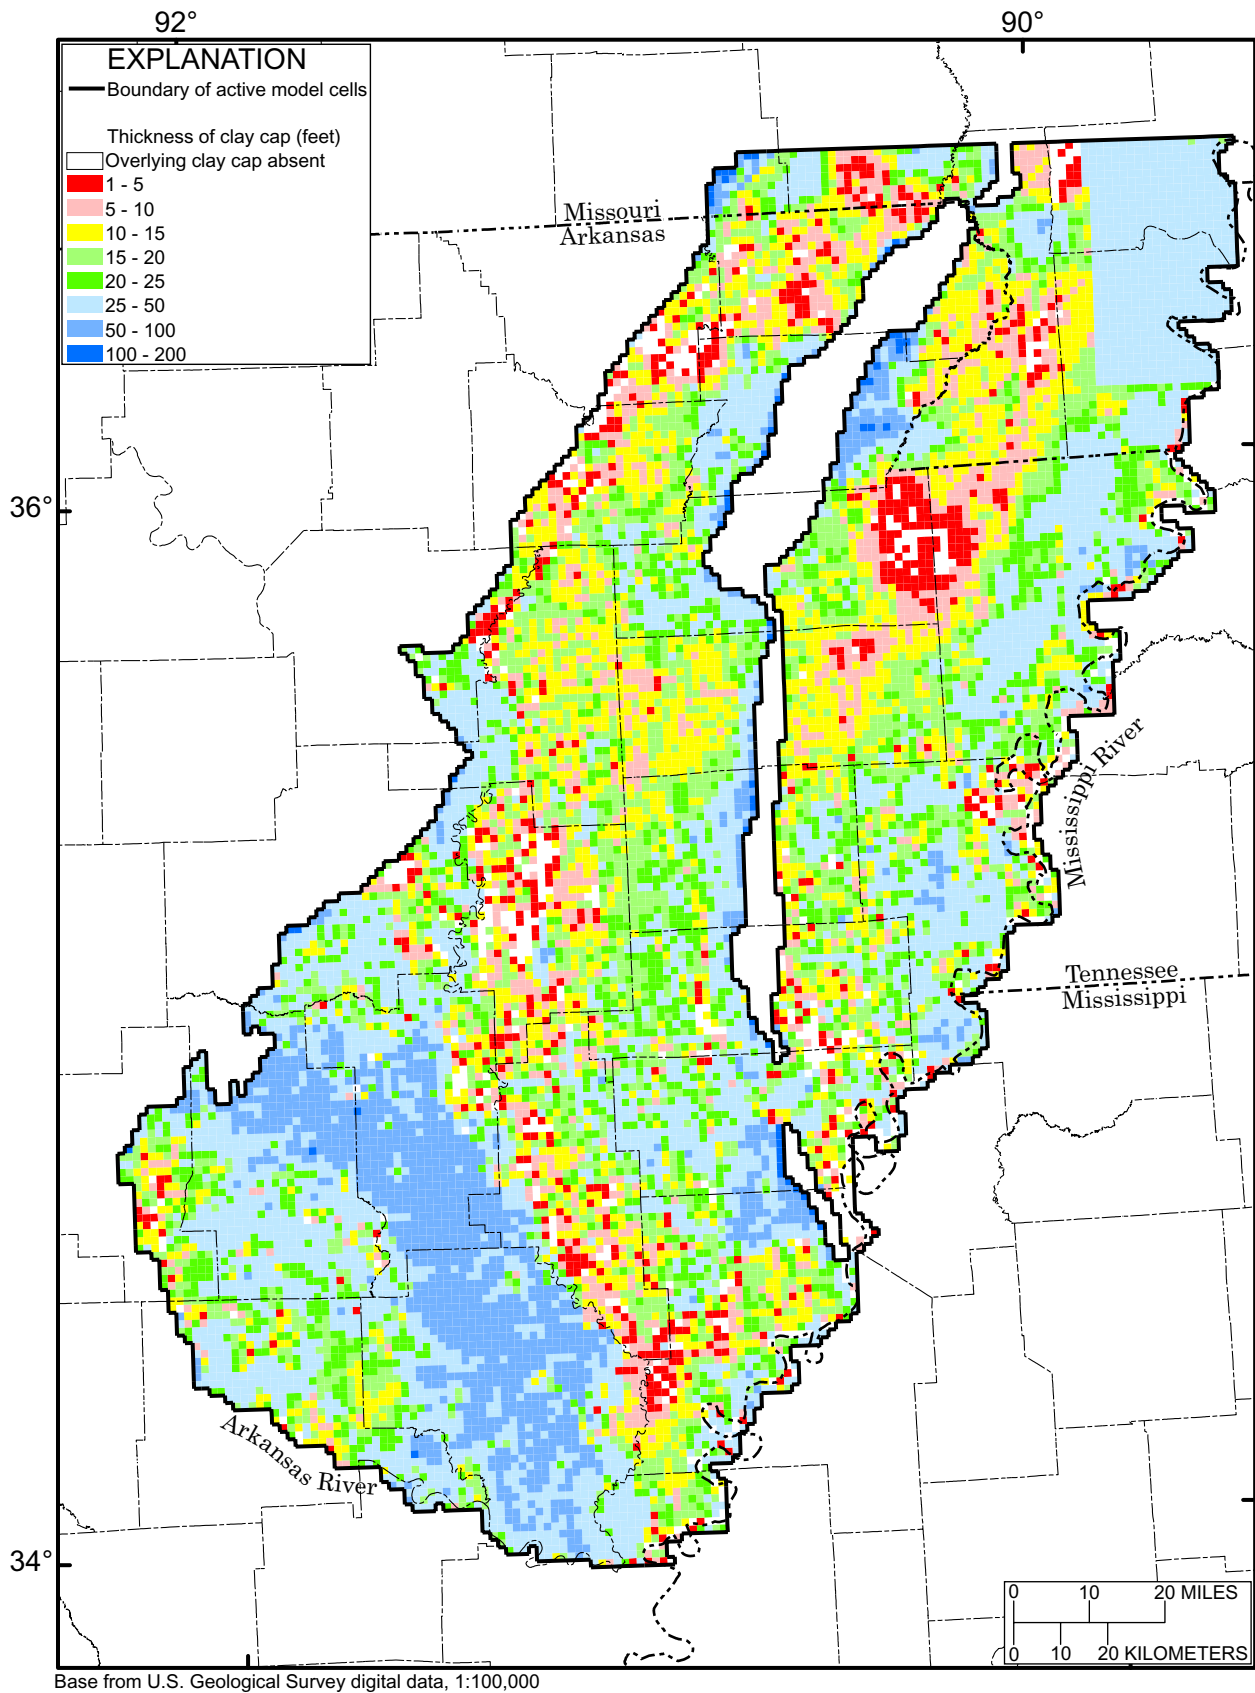 92°
90°
EXPLANATION
Boundary of active model cells
Thickness of clay cap (feet)
Overlying clay cap absent
1 - 5
5 - 10
10 - 15
15 - 20
20 - 25
25 - 50
50 - 100
100 - 200
Missouri
Arkansas
36°
Mississippi River
Tennessee
Mississippi
Arkansas River
34°
0 10 20 MILES
0 10 20 KILOMETERS
Base from U.S. Geological Survey digital data, 1:100,000